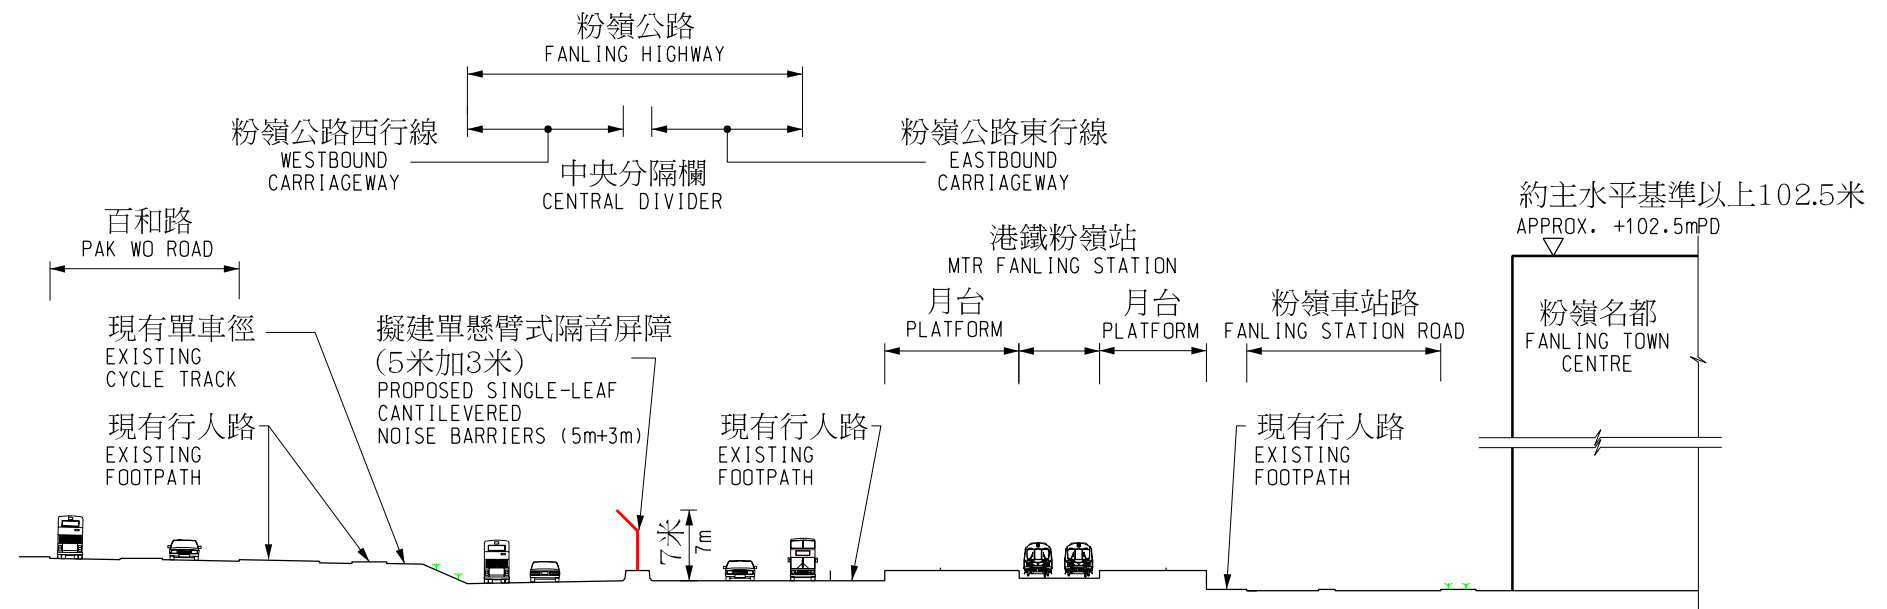 粉嶺公路
FANLING HIGHWAY
粉嶺公路西行線
WESTBOUND
CARRIAGEWAY
中央分隔欄
CENTRAL DIVIDER
粉嶺公路東行線
EASTBOUND
CARRIAGEWAY
約主水平基準以上102.5米
APPROX. +102.5mPD
百和路
PAK WO ROAD
港鐵粉嶺站
MTR FANLING STATION
月台
PLATFORM
月台
PLATFORM
粉嶺車站路
FANLING STATION ROAD
粉嶺名都
FANLING TOWN
CENTRE
現有單車徑
EXISTING
CYCLE TRACK
擬建單懸臂式隔音屏障
(5米加3米)
PROPOSED SINGLE-LEAF
CANTILEVERED
NOISE BARRIERS (5m+3m)
現有行人路
EXISTING
FOOTPATH
現有行人路
EXISTING
FOOTPATH
現有行人路
EXISTING
FOOTPATH
7米
7m